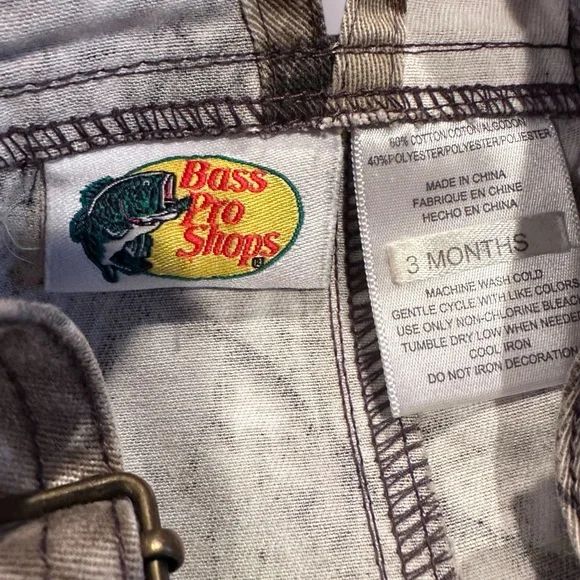 Bass
Pro
Shops
60% COTTON/COTON/ALGODON
40%POLYESTER/POLYESTER/POLIESTER
MADE IN CHINA
FABRIQUE EN CHINE
HECHO EN CHINA
3 MONTHS
MACHINE WASH COLD
GENTLE CYCLE WITH LIKE COLORS
USE ONLY NON-CHLORINE BLEAC
TUMBLE DRY LOW WHEN NEEDE
COOL IRON
DO NOT IRON DECORATION